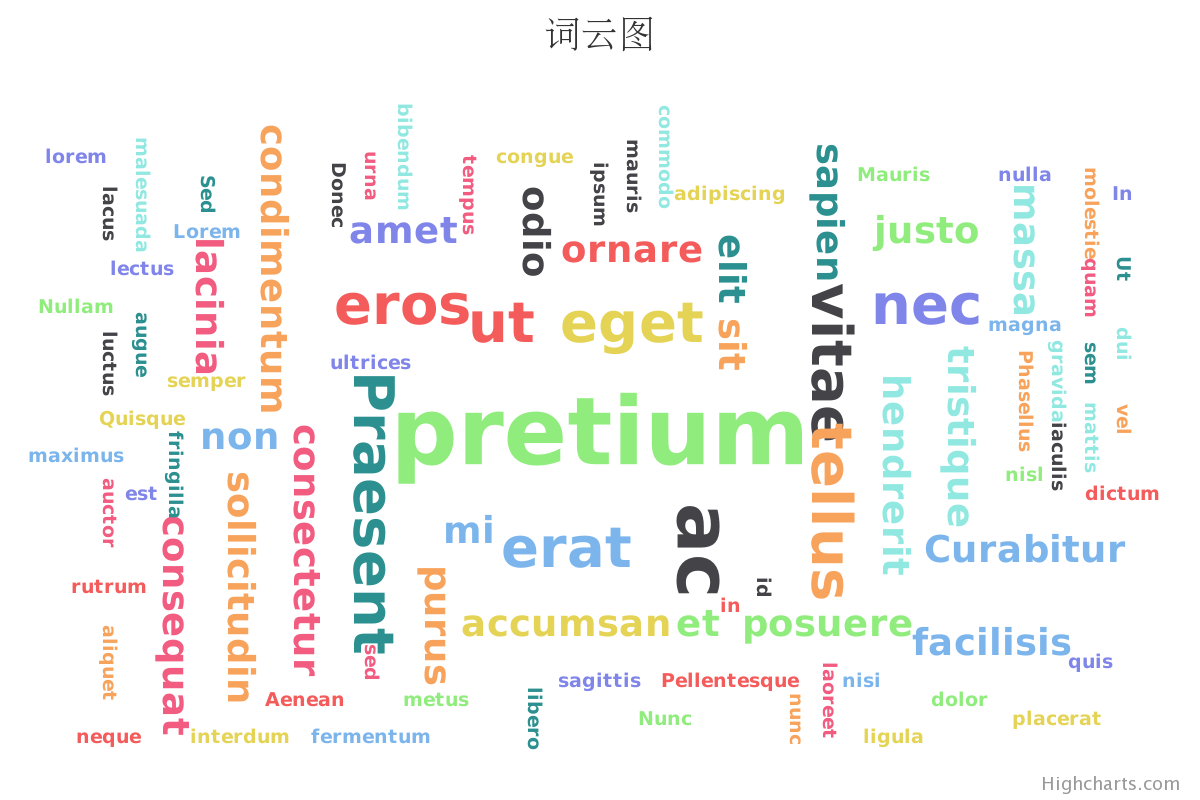 词云图
bibendum
commodo
condimentum
malesuada
lorem
Donec
urna
tempus
congue
ipsum
mauris
sapien
Mauris
nulla
molestie
In
lacus
Sed
Lorem
amet
odio
adipiscing
massa
justo
lacinia
ornare
elit
lectus
Ut
quam
Nullam
eros
ut
eget
vitae
nec
magna
augue
luctus
sit
dui
ultrices
semper
tristique
Phasellus
gravida
sem
Praesent
pretium
hendrerit
Quisque
non
consectetur
tellus
iaculis
mattis
vel
maximus
fringilla
sollicitudin
nisl
auctor
est
dictum
consequat
mi
erat
ac
Curabitur
rutrum
purus
id
in
aliquet
accumsan
et
posuere
facilisis
sed
quis
sagittis
Pellentesque
laoreet
nisi
Aenean
metus
libero
Nunc
nunc
dolor
placerat
neque
interdum
fermentum
ligula
Highcharts.com